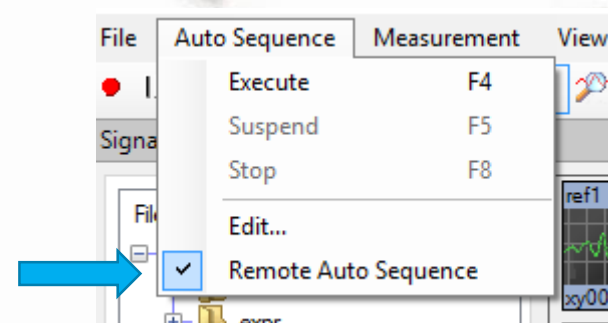 File Auto Sequence Measurement View
Execute F4
Signa Suspend F5
Stop F8
ref1
File Edit...
Remote Auto Sequence
xy00
expr